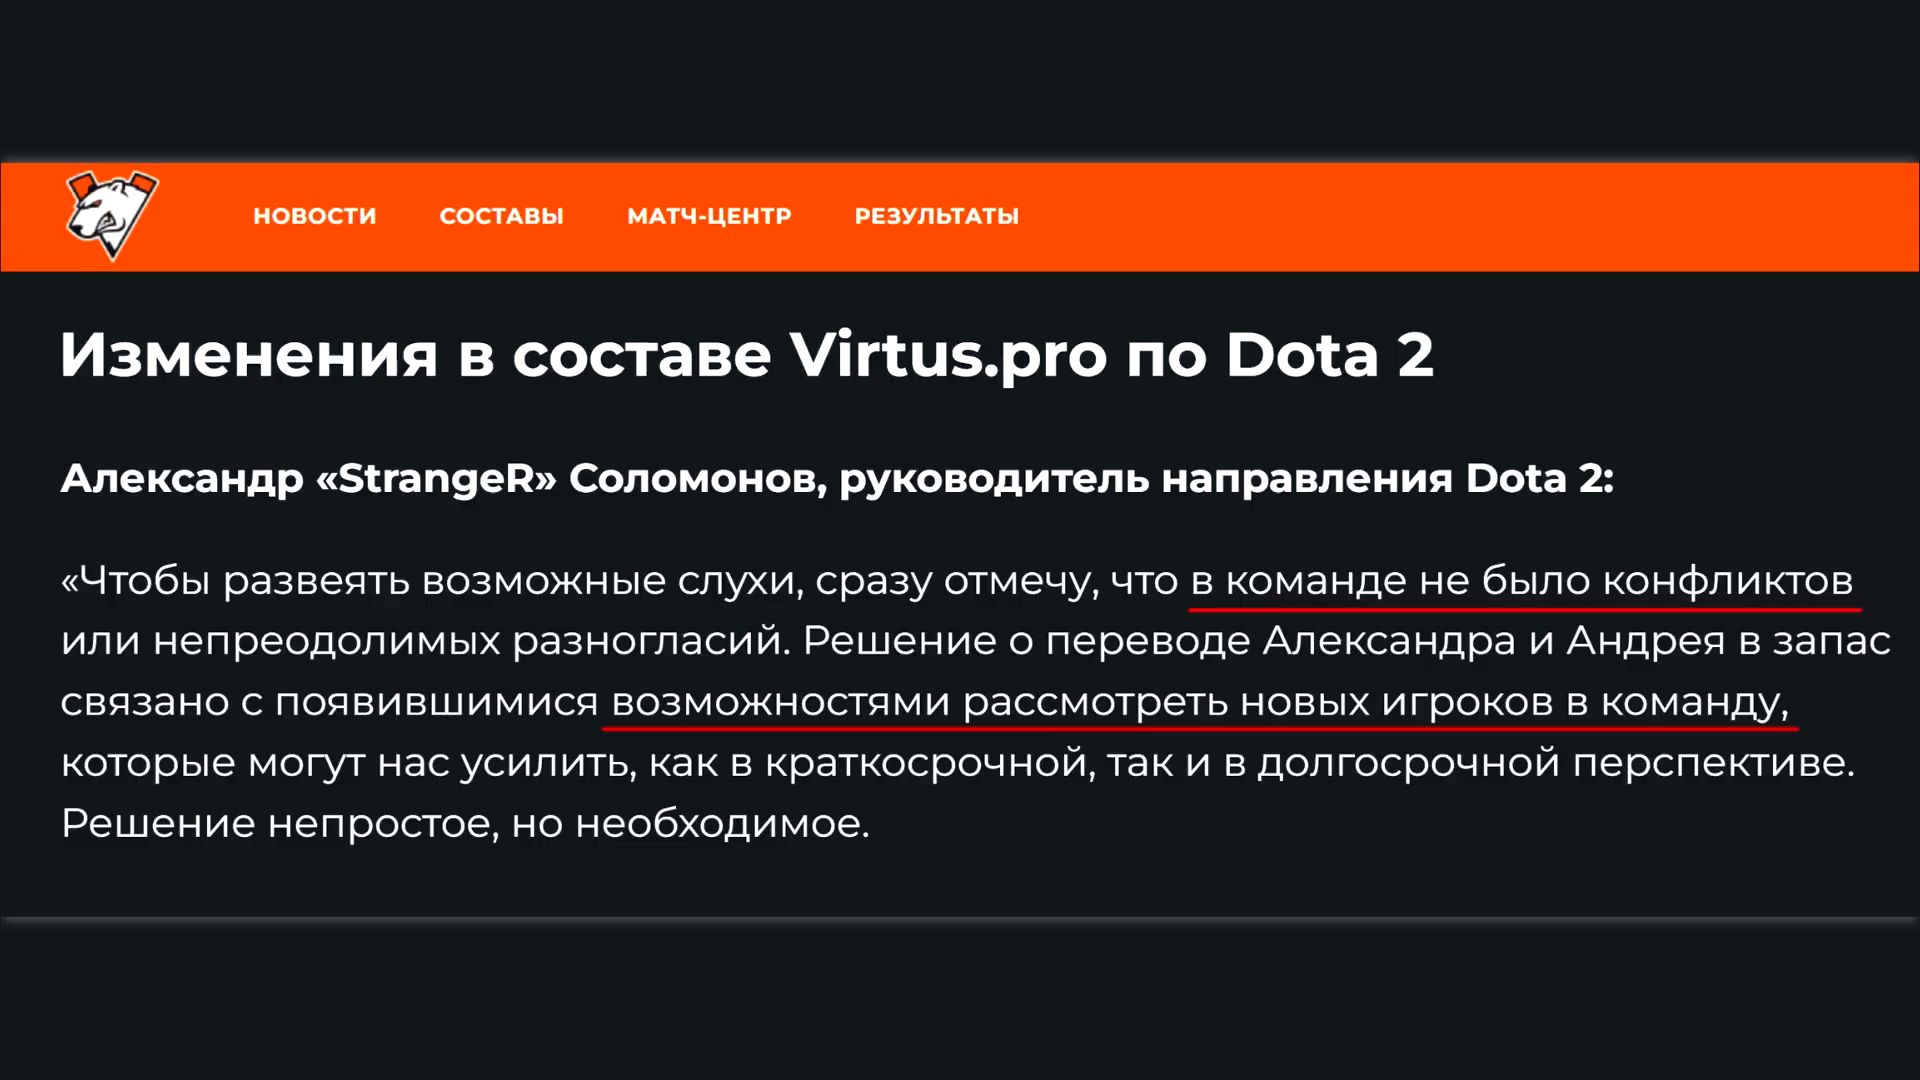 НОВОСТИ СОСТАВЫ МАТЧ-ЦЕНТР РЕЗУЛЬТАТЫ
Изменения в составе Virtus.pro по Dota 2
Александр «StrangeR» Соломонов, руководитель направления Dota 2:
«Чтобы развеять возможные слухи, сразу отмечу, что в команде не было конфликтов
или непреодолимых разногласий. Решение о переводе Александра и Андрея в запас
связано с появившимися возможностями рассмотреть новых игроков в команду,
которые могут нас усилить, как в краткосрочной, так и в долгосрочной перспективе.
Решение непростое, но необходимое.